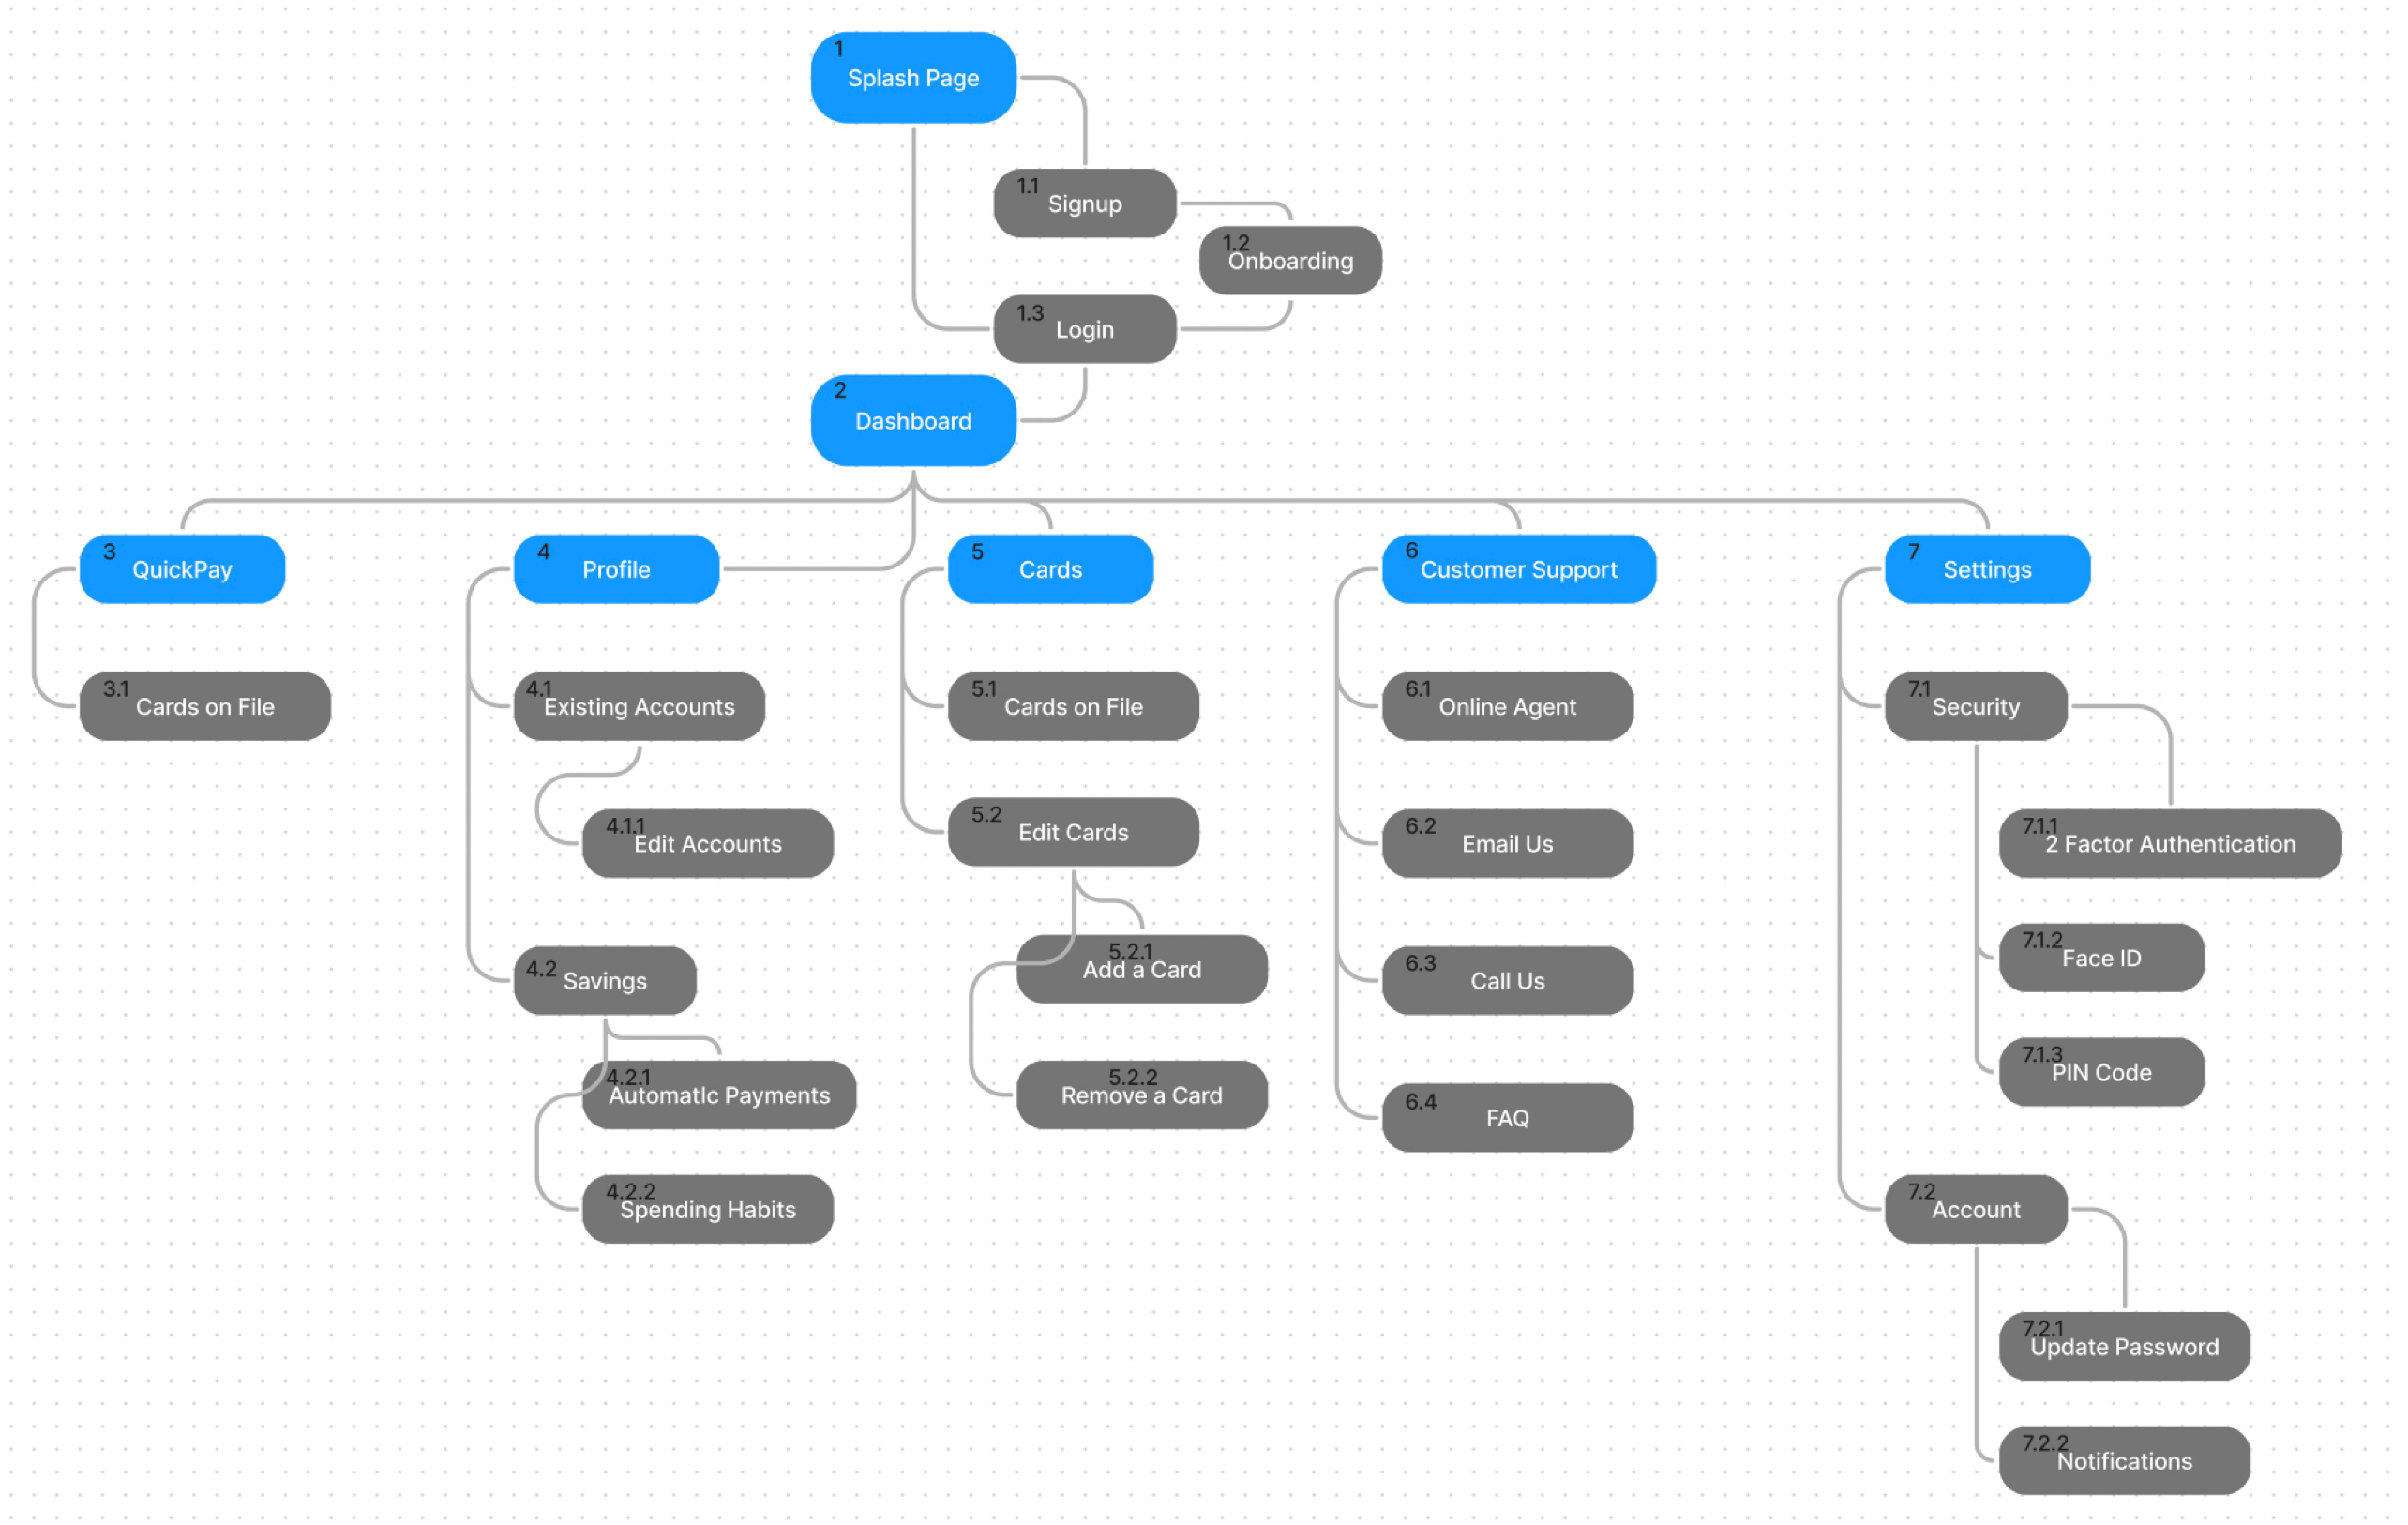 1
Splash Page
1.1
Signup
1.2
Onboarding
1.3
Login
2
Dashboard
3
QuickPay
3.1
Cards on File
4
Profile
4.1
Existing Accounts
4.1.1
Edit Accounts
4.2
Savings
4.2.1
AutomatIc Payments
4.2.2
Spending Habits
5
Cards
5.1
Cards on File
5.2
Edit Cards
5.2.1
Add a Card
5.2.2
Remove a Card
6
Customer Support
6.1
Online Agent
6.2
Email Us
6.3
Call Us
6.4
FAQ
7
Settings
7.1
Security
7.1.1
2 Factor Authentication
7.1.2
Face ID
7.1.3
PIN Code
7.2
Account
7.2.1
Update Password
7.2.2
Notifications